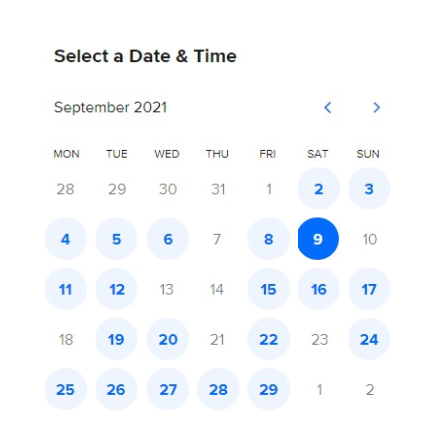 Select a Date & Time
September 2021
MON TUE WED THU FRI SAT SUN
28 29 30 31 1 2 3
4 5 6 7 8 9 10
11 12 13 14 15 16 17
18 19 20 21 22 23 24
25 26 27 28 29 1 2